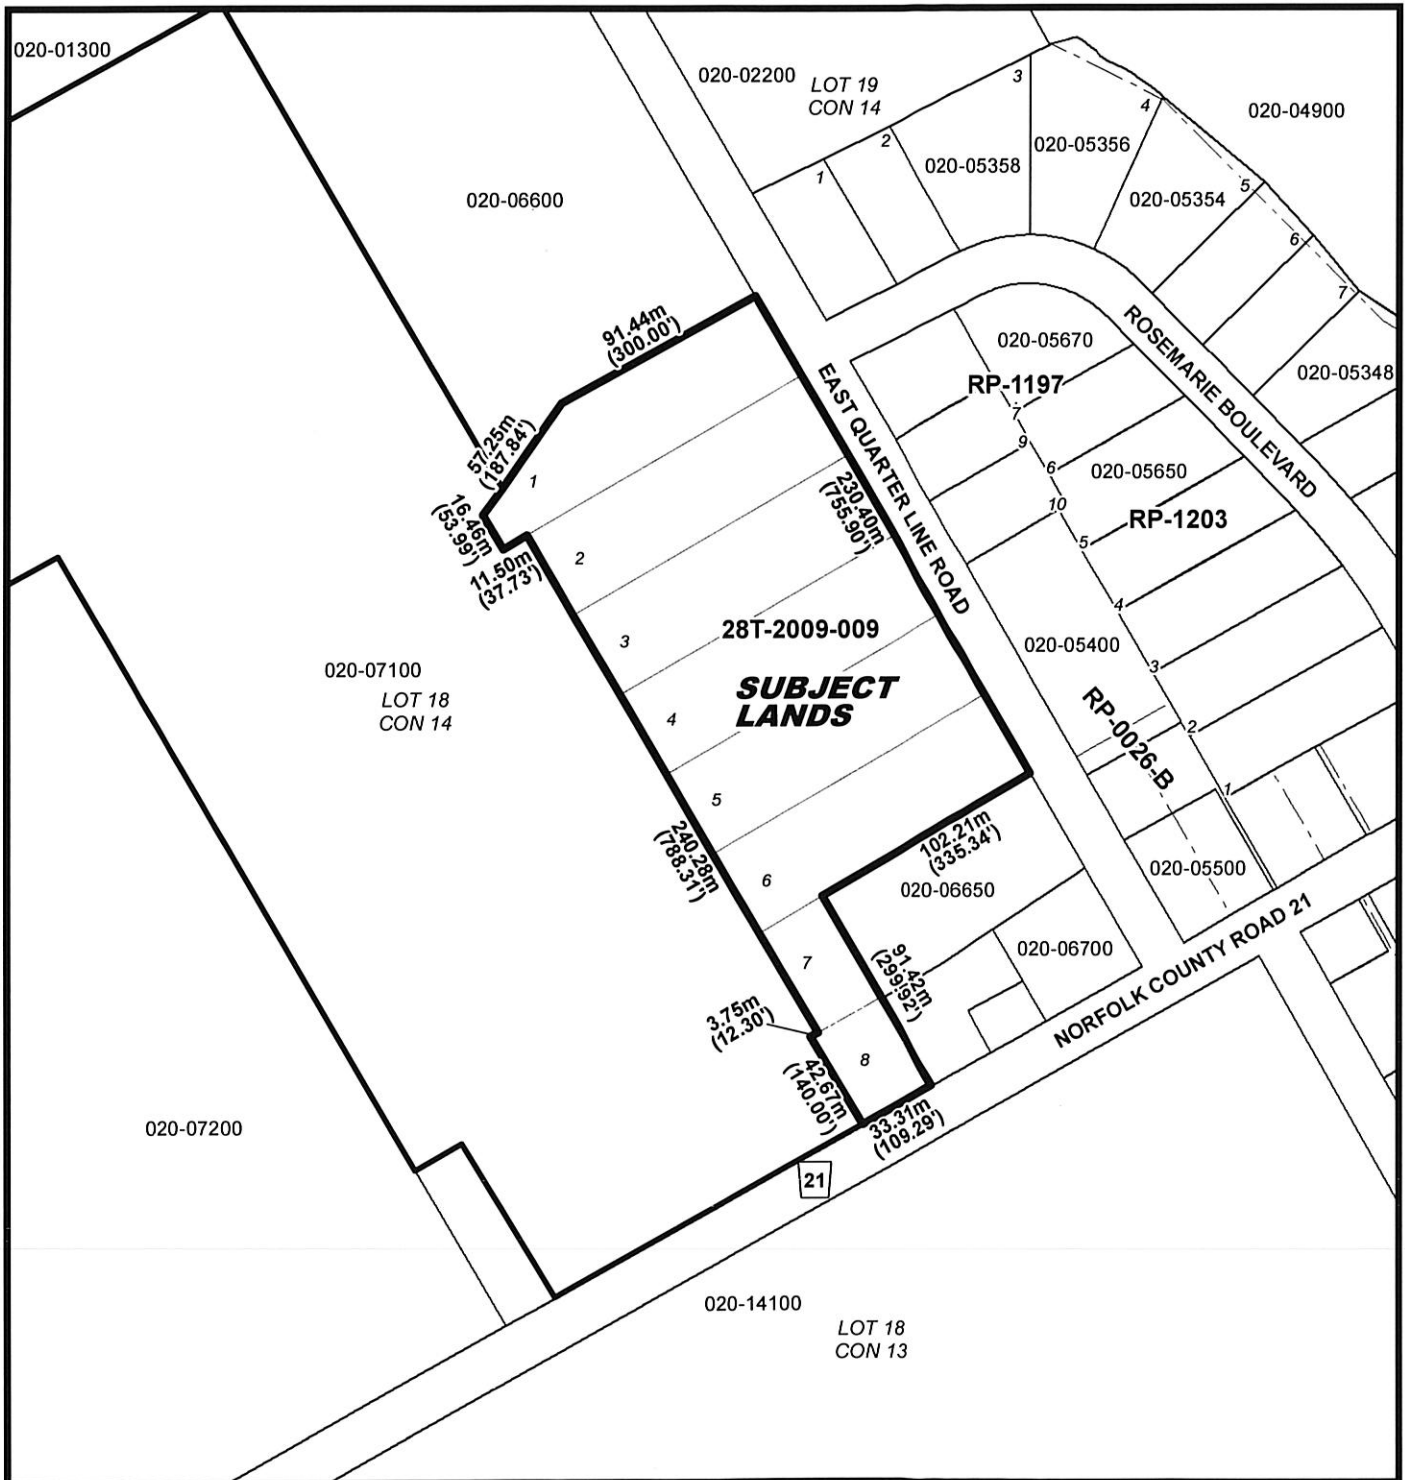 020-01300
020-02200
LOT 19
CON 14
3
4
020-04900
2
020-05358
020-05356
1
020-05354
5
020-06600
6
7
91.44m
(300.00')
020-05670
ROSEMARIE BOULEVARD
020-05348
EAST QUARTER LINE ROAD
RP-1197
7
9
6
020-05650
10
RP-1203
5
4
3
2
1
57.25m
(187.84')
1
16.46m
(53.99')
11.50m
(37.73')
2
230.40m
(755.90')
3
28T-2009-009
020-05400
020-07100
LOT 18
CON 14
SUBJECT
LANDS
RP-0026-B
4
5
240.28m
(788.31')
102.21m
(335.34')
020-05500
6
020-06650
7
91.42m
(299.92')
020-06700
NORFOLK COUNTY ROAD 21
3.75m
(12.30')
8
42.67m
(140.00')
33.31m
(109.29')
020-07200
21
020-14100
LOT 18
CON 13